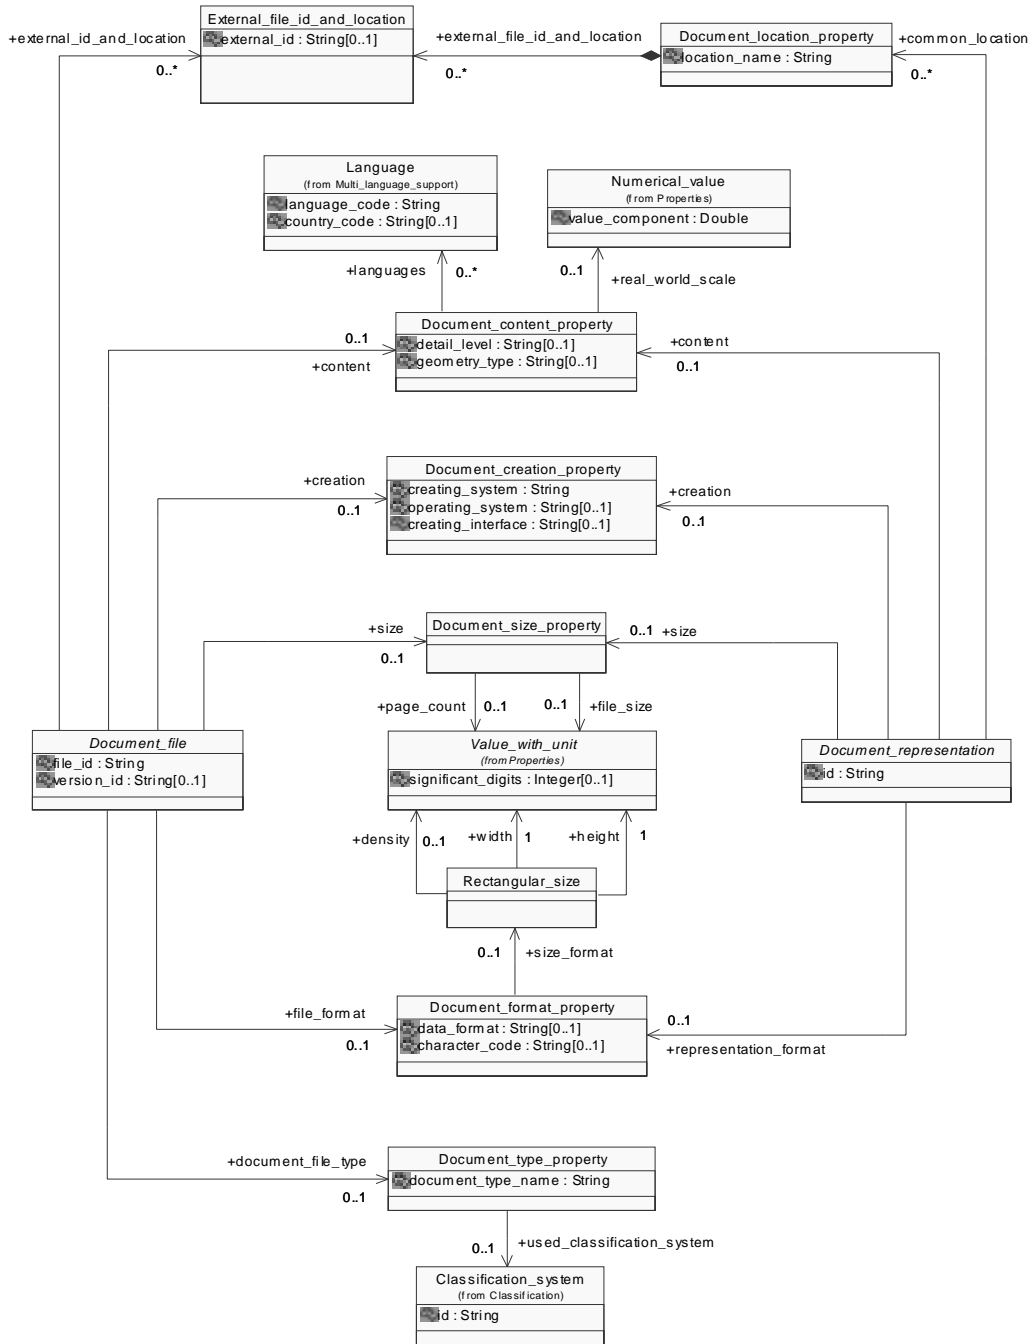 External_file_id_and_location
external_id : String[0..1]
+external_id_and_location
0..*
+external_file_id_and_location
0..*
Document_location_property
location_name : String
+common_location
0..*
Language
(from Multi_language_support)
language_code : String
country_code : String[0..1]
Numerical_value
(from Properties)
value_component : Double
+languages
0..*
0..1
+real_world_scale
Document_content_property
detail_level : String[0..1]
geometry_type : String[0..1]
0..1
+content
+content
0..1
Document_creation_property
creating_system : String
operating_system : String[0..1]
creating_interface : String[0..1]
+creation
0..1
+creation
0..1
Document_size_property
+size
0..1
0..1
+size
+page_count
0..1
0..1
+file_size
Document_file
file_id : String
version_id : String[0..1]
Value_with_unit
(from Properties)
significant_digits : Integer[0..1]
Document_representation
id : String
+density
0..1
+width
1
+height
1
Rectangular_size
0..1
+size_format
Document_format_property
data_format : String[0..1]
character_code : String[0..1]
+file_format
0..1
0..1
+representation_format
Document_type_property
document_type_name : String
+document_file_type
0..1
0..1
+used_classification_system
Classification_system
(from Classification)
id : String